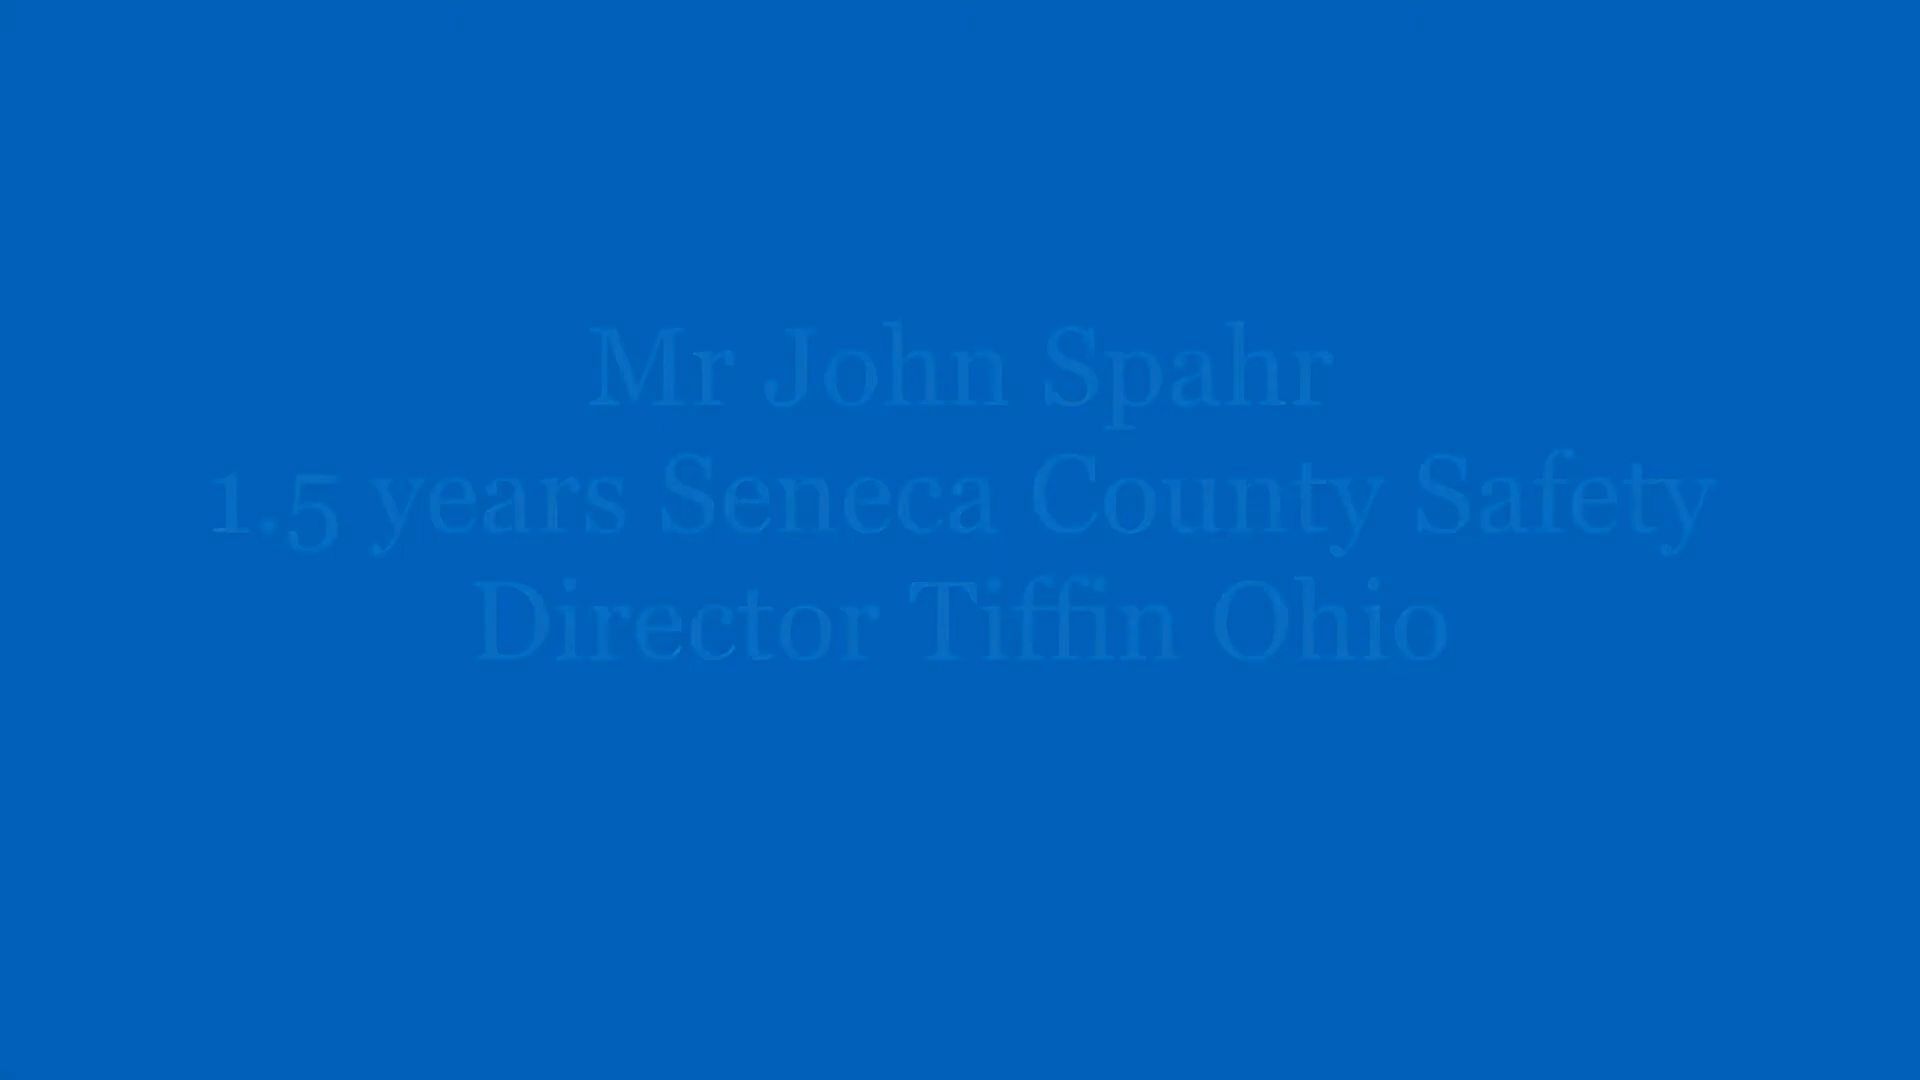 Mr John Spahr
1.5 years Seneca County Safety
Director Tiffin Ohio